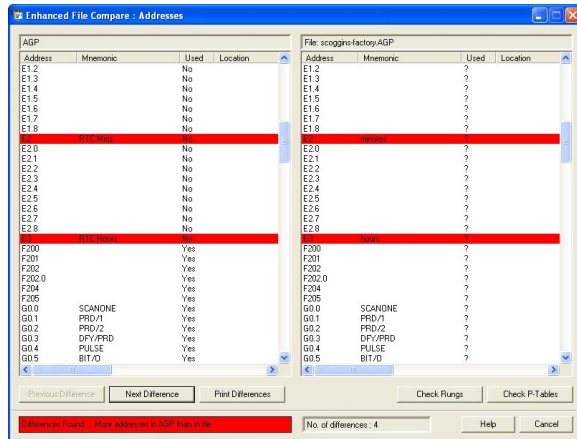 Enhanced File Compare : Addresses
AGP File: scoggins-factory.AGP
Address Mnemonic Used Location Address Mnemonic Used Location
E1.2 No E1.2 ?
E1.3 No E1.3 ?
E1.4 No E1.4 ?
E1.5 No E1.5 ?
E1.6 No E1.6 ?
E1.7 No E1.7 ?
E1.8 No E1.8 ?
E2 RTC Mins No E2 minutes ?
E2.0 No E2.0 ?
E2.1 No E2.1 ?
E2.2 No E2.2 ?
E2.3 No E2.3 ?
E2.4 No E2.4 ?
E2.5 No E2.5 ?
E2.6 No E2.6 ?
E2.7 No E2.7 ?
E2.8 No E2.8 ?
E3 RTC Hours No E3 hours ?
F200 Yes F200 ?
F201 Yes F201 ?
F202 Yes F202 ?
F202.0 Yes F202.0 ?
F204 Yes F204 ?
F205 Yes F205 ?
G0.0 SCANONE Yes G0.0 SCANONE ?
G0.1 PRD/1 Yes G0.1 PRD/1 ?
G0.2 PRD/2 Yes G0.2 PRD/2 ?
G0.3 DFY/PRD Yes G0.3 DFY/PRD ?
G0.4 PULSE Yes G0.4 PULSE ?
G0.5 BIT/O Yes G0.5 BIT/O ?
Previous Difference Next Difference Print Differences Check Rungs Check P-Tables
Differences Found ... More addresses in AGP than in file. No. of differences : 4 Help Cancel